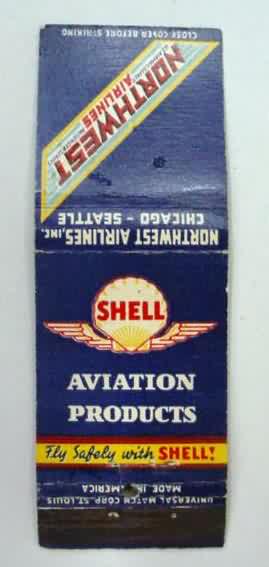 CLOSE COVER BEFORE STRIKING
NORTHWEST
AIRLINES
NORTHWEST AIRLINES, INC.
CHICAGO - SEATTLE
SHELL
AVIATION
PRODUCTS
Fly Safely with SHELL!
MADE IN AMERICA
UNIVERSAL MATCH CORP. ST. LOUIS